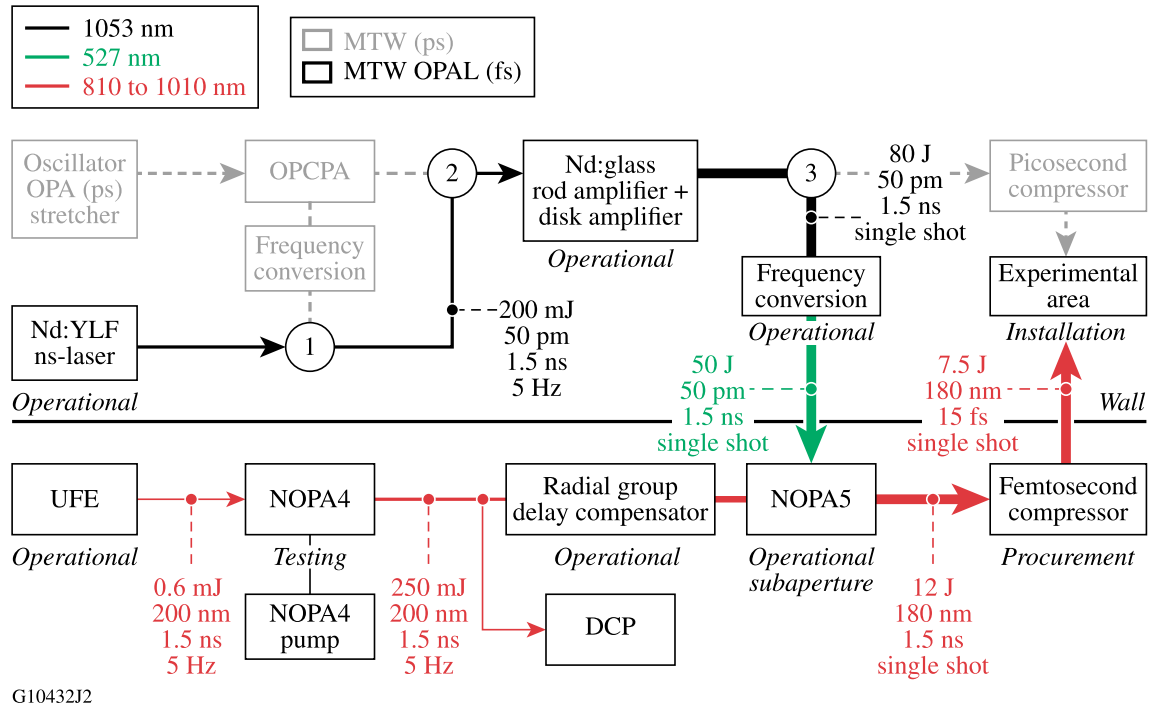 1053 nm
527 nm
810 to 1010 nm
MTW (ps)
MTW OPAL (fs)
Oscillator
OPA (ps)
stretcher
OPCPA
Frequency
conversion
2
Nd:glass
rod amplifier +
disk amplifier
Operational
3
80 J
50 pm
1.5 ns
single shot
Picosecond
compressor
Nd:YLF
ns-laser
Operational
1
200 mJ
50 pm
1.5 ns
5 Hz
Frequency
conversion
Operational
Experimental
area
Installation
50 J
50 pm
1.5 ns
single shot
7.5 J
180 nm
15 fs
single shot
Wall
UFE
Operational
0.6 mJ
200 nm
1.5 ns
5 Hz
NOPA4
Testing
NOPA4
pump
250 mJ
200 nm
1.5 ns
5 Hz
Radial group
delay compensator
Operational
DCP
NOPA5
Operational
subaperture
12 J
180 nm
1.5 ns
single shot
Femtosecond
compressor
Procurement
G10432J2